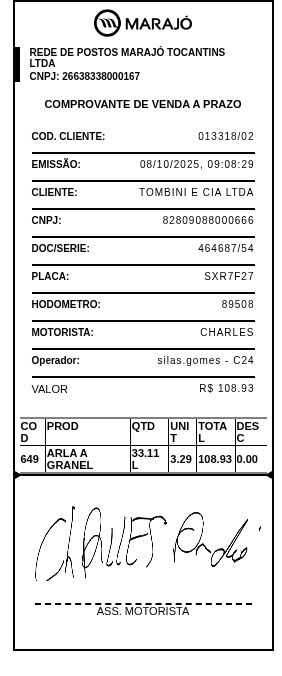 MARAJÓ
REDE DE POSTOS MARAJÓ TOCANTINS
LTDA
CNPJ: 26638338000167
COMPROVANTE DE VENDA A PRAZO
COD. CLIENTE: 013318/02
EMISSÃO: 08/10/2025, 09:08:29
CLIENTE: TOMBINI E CIA LTDA
CNPJ: 82809088000666
DOC/SERIE: 464687/54
PLACA: SXR7F27
HODOMETRO: 89508
MOTORISTA: CHARLES
Operador: silas.gomes - C24
VALOR R$ 108.93
COD PROD QTD UNIT TOTAL DESC
649 ARLA A GRANEL 33.11 L 3.29 108.93 0.00
ASS. MOTORISTA